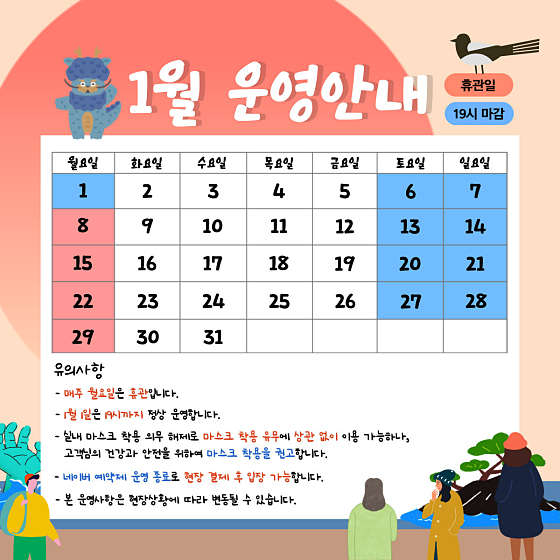 1월 운영안내
휴관일
19시 마감
월요일 화요일 수요일 목요일 금요일 토요일 일요일
1 2 3 4 5 6 7
8 9 10 11 12 13 14
15 16 17 18 19 20 21
22 23 24 25 26 27 28
29 30 31
유의사항
- 매주 월요일은 휴관입니다.
- 1월 1일은 19시까지 정상 운영합니다.
- 실내 마스크 착용 의무 해제로 마스크 착용 유무에 상관 없이 이용 가능하나,
고객님의 건강과 안전을 위하여 마스크 착용을 권고합니다.
- 네이버 예약제 운영 종료로 현장 결제 후 입장 가능합니다.
- 본 운영사항은 현장상황에 따라 변동될 수 있습니다.